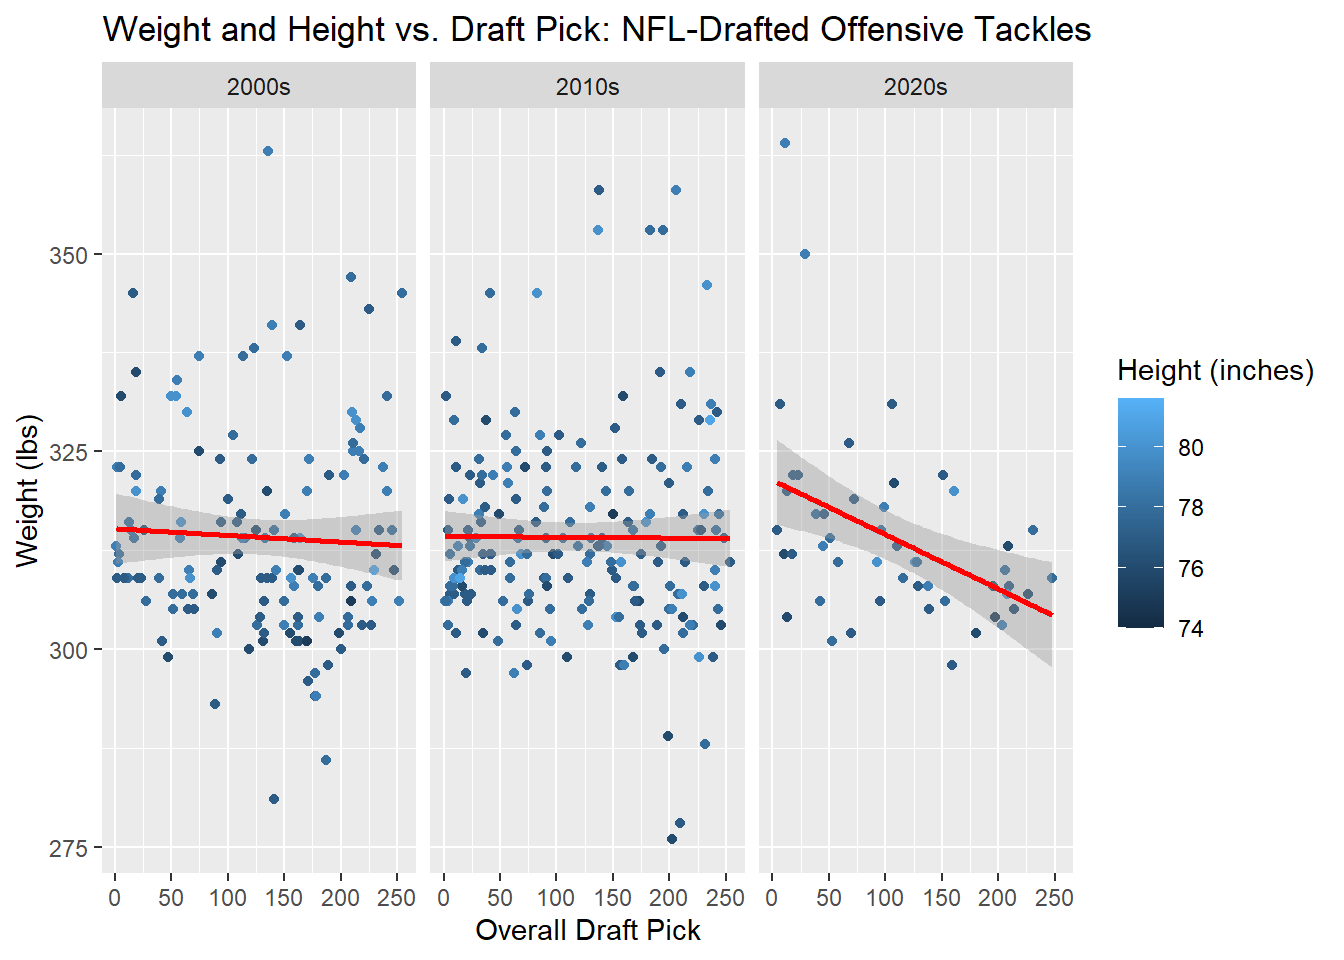 Weight and Height vs. Draft Pick: NFL-Drafted Offensive Tackles
2000s 2010s 2020s
350
325
300
275
Weight (lbs)
0 50 100 150 200 250 0 50 100 150 200 250 0 50 100 150 200 250
Overall Draft Pick
Height (inches)
80
78
76
74